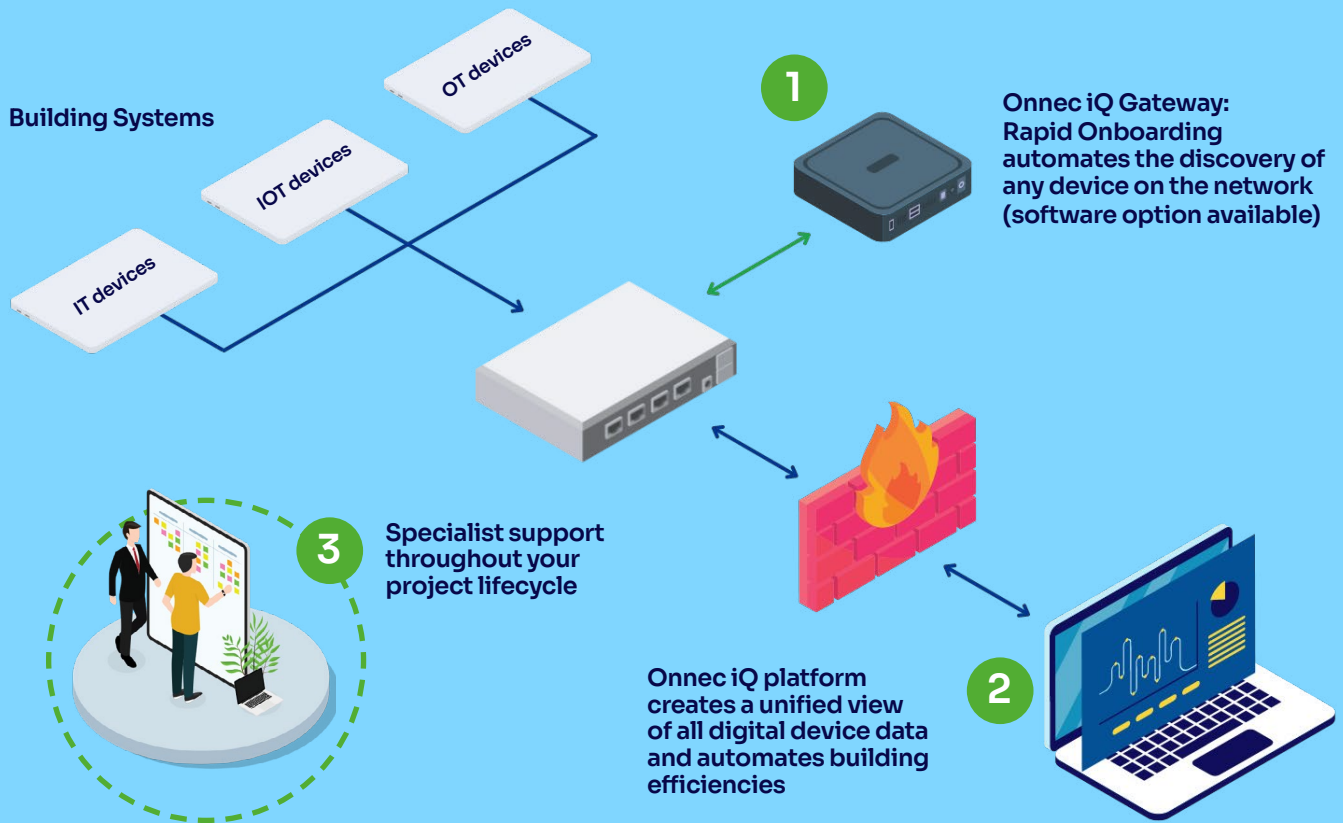 Building Systems
OT devices
IOT devices
IT devices
1
Onnec iQ Gateway:
Rapid Onboarding
automates the discovery of
any device on the network
(software option available)
3
Specialist support
throughout your
project lifecycle
Onnec iQ platform
creates a unified view
of all digital device data
and automates building
efficiencies
2